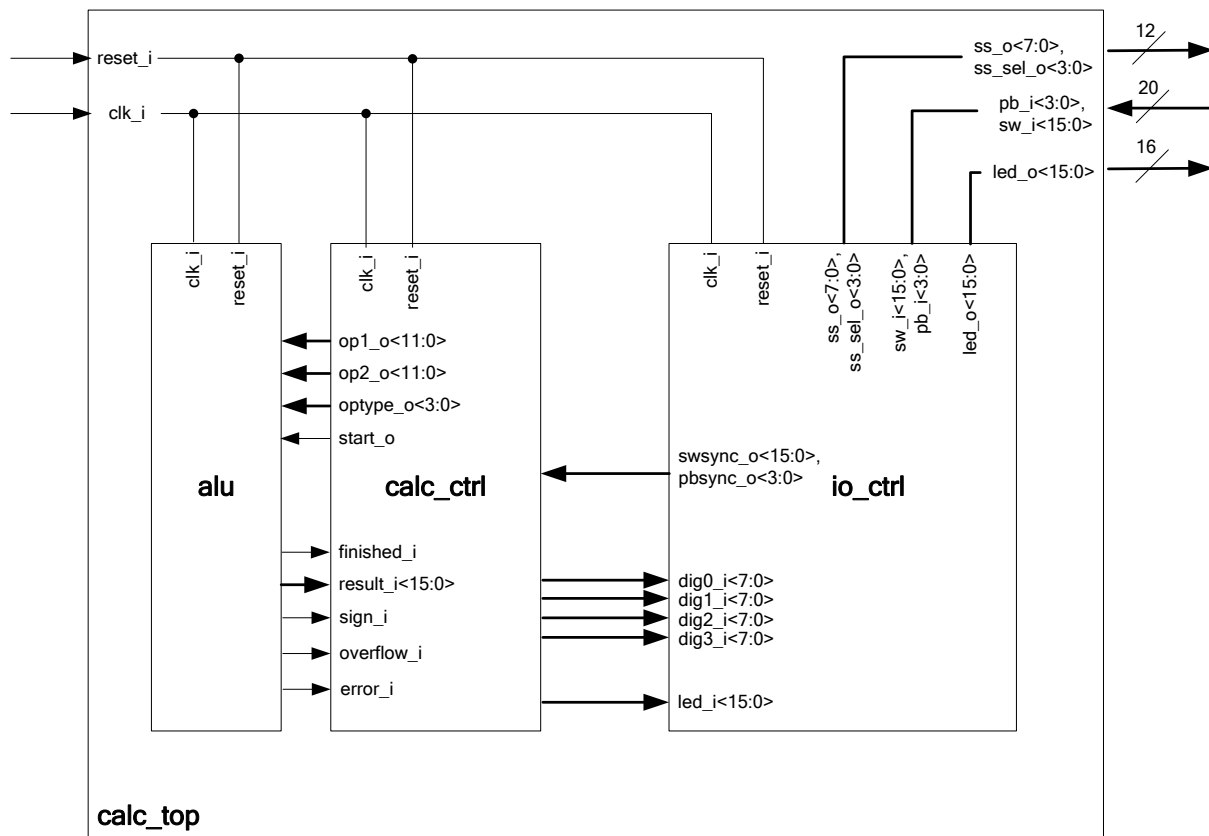 reset_i
clk_i
ss_o<7:0>,
ss_sel_o<3:0>
12
pb_i<3:0>,
sw_i<15:0>
20
led_o<15:0>
16
clk_i
reset_i
clk_i
reset_i
clk_i
reset_i
ss_o<7:0>,
ss_sel_o<3:0>
sw_i<15:0>,
pb_i<3:0>
led_o<15:0>
op1_o<11:0>
op2_o<11:0>
optype_o<3:0>
start_o
swsync_o<15:0>,
pbsync_o<3:0>
alu
calc_ctrl
io_ctrl
finished_i
result_i<15:0>
sign_i
overflow_i
error_i
dig0_i<7:0>
dig1_i<7:0>
dig2_i<7:0>
dig3_i<7:0>
led_i<15:0>
calc_top